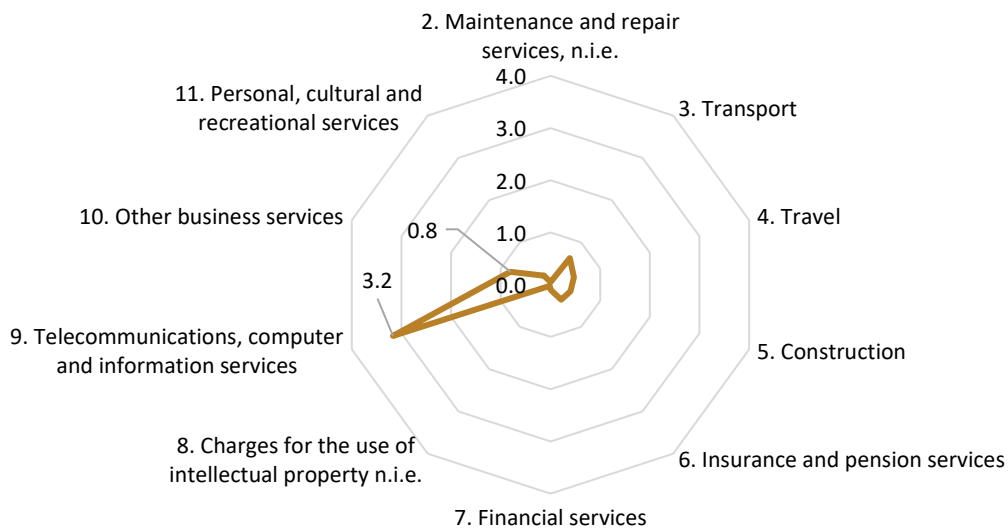 2. Maintenance and repair
services, n.i.e.
3. Transport
4. Travel
5. Construction
6. Insurance and pension services
7. Financial services
8. Charges for the use of
intellectual property n.i.e.
9. Telecommunications, computer
and information services
10. Other business services
11. Personal, cultural and
recreational services
4.0
3.0
2.0
1.0
0.0
0.8
3.2